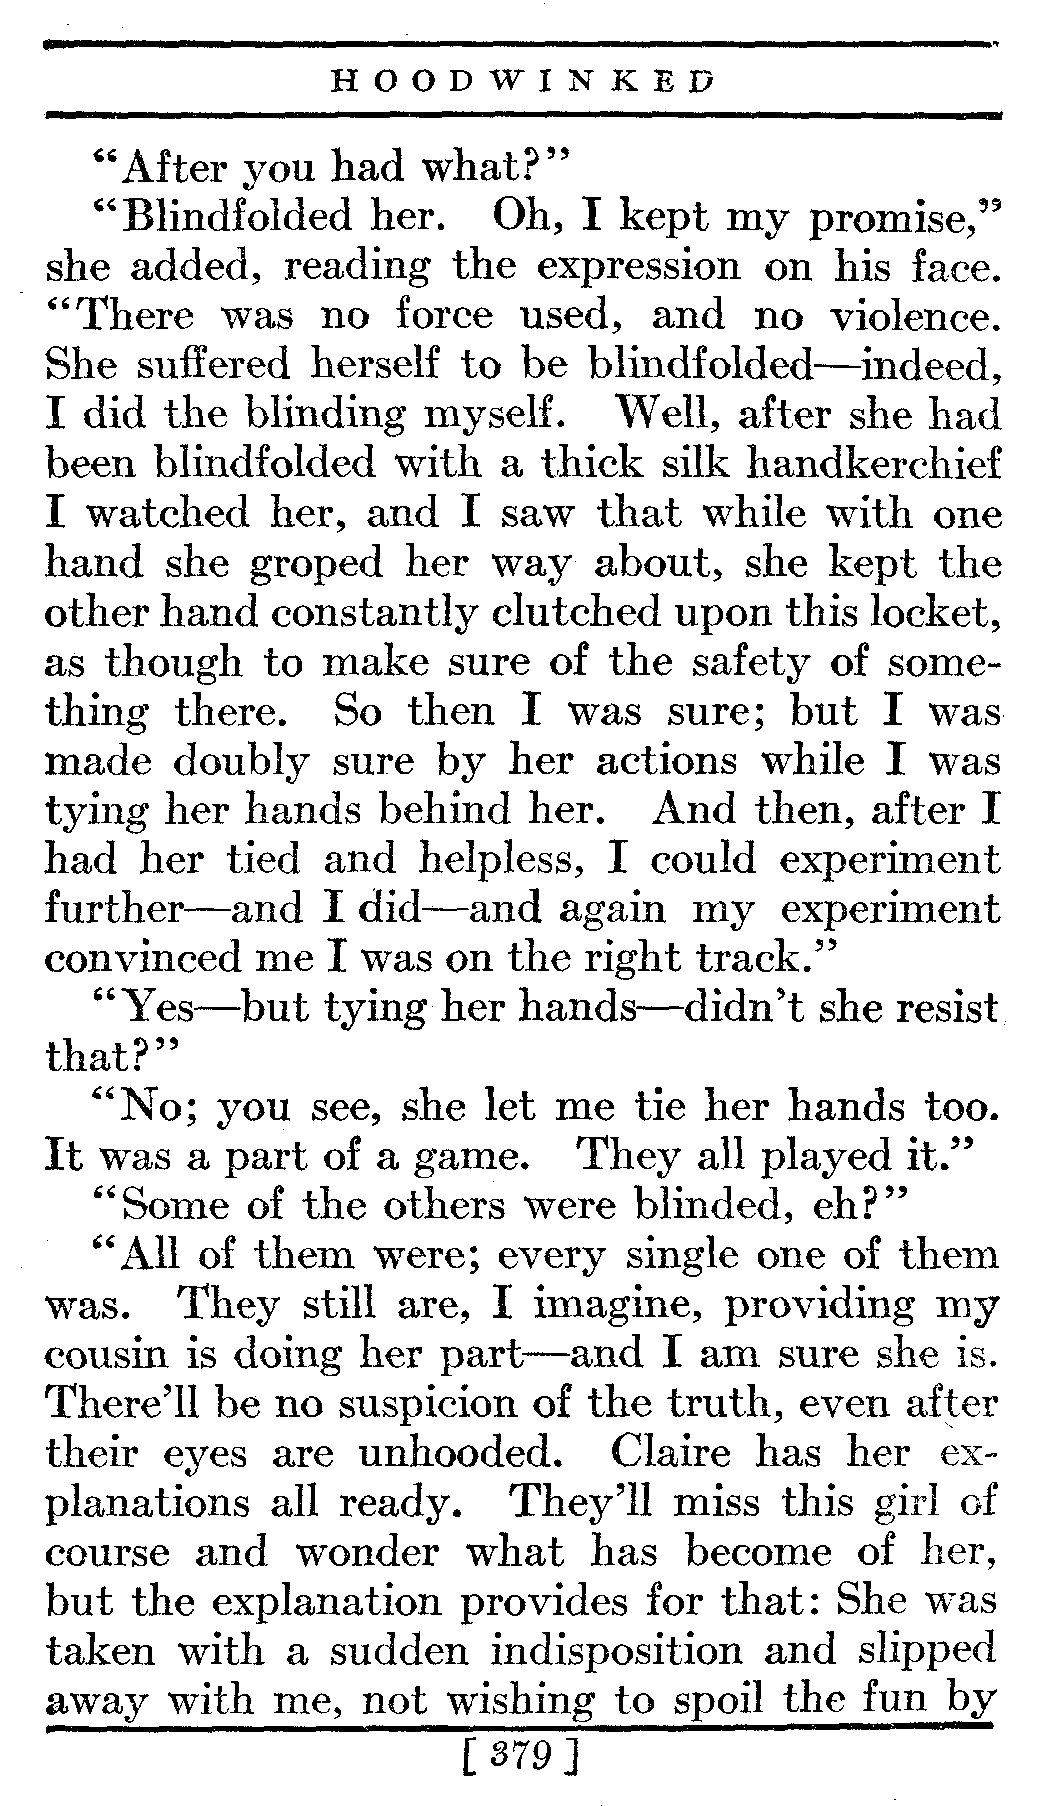 HOODWINKED
“After you had what?”
“Blindfolded her. Oh, I kept my promise,”
she added, reading the expression on his face.
“There was no force used, and no violence.
She suffered herself to be blindfolded—indeed,
I did the blinding myself. Well, after she had
been blindfolded with a thick silk handkerchief
I watched her, and I saw that while with one
hand she groped her way about, she kept the
other hand constantly clutched upon this locket,
as though to make sure of the safety of some-
thing there. So then I was sure; but I was
made doubly sure by her actions while I was
tying her hands behind her. And then, after I
had her tied and helpless, I could experiment
further—and I did—and again my experiment
convinced me I was on the right track.”
“Yes—but tying her hands—didn’t she resist
that?”
“No; you see, she let me tie her hands too.
It was a part of a game. They all played it.”
“Some of the others were blinded, eh?”
“All of them were; every single one of them
was. They still are, I imagine, providing my
cousin is doing her part—and I am sure she is.
There’ll be no suspicion of the truth, even after
their eyes are unhooded. Claire has her ex-
planations all ready. They’ll miss this girl of
course and wonder what has become of her,
but the explanation provides for that: She was
taken with a sudden indisposition and slipped
away with me, not wishing to spoil the fun by
[ 379 ]